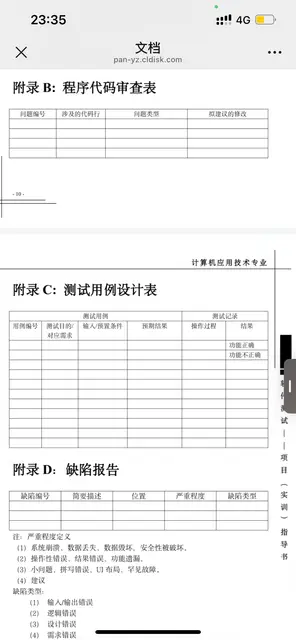 23:35
4G
文档
pan-yz.cldisk.com
附录 B: 程序代码审查表
问题编号 涉及的代码行 问题类型 拟建议的修改
- 10 -
计算机应用技术专业
附录 C: 测试用例设计表
测试用例 测试记录
用例编号 测试目的/对应需求 输入/预置条件 预期结果 操作过程 结果
功能正确
功能不正确
测试——项目(实训)指导书
附录 D: 缺陷报告
缺陷编号 简要描述 位置 严重程度 缺陷类型
注: 严重程度定义
(1) 系统崩溃、数据丢失、数据毁坏、安全性被破坏。
(2) 操作性错误、结果错误、功能遗漏。
(3) 小问题、拼写错误、UI 布局、罕见故障。
(4) 建议
缺陷类型:
(1) 输入/输出错误
(2) 逻辑错误
(3) 设计错误
(4) 需求错误